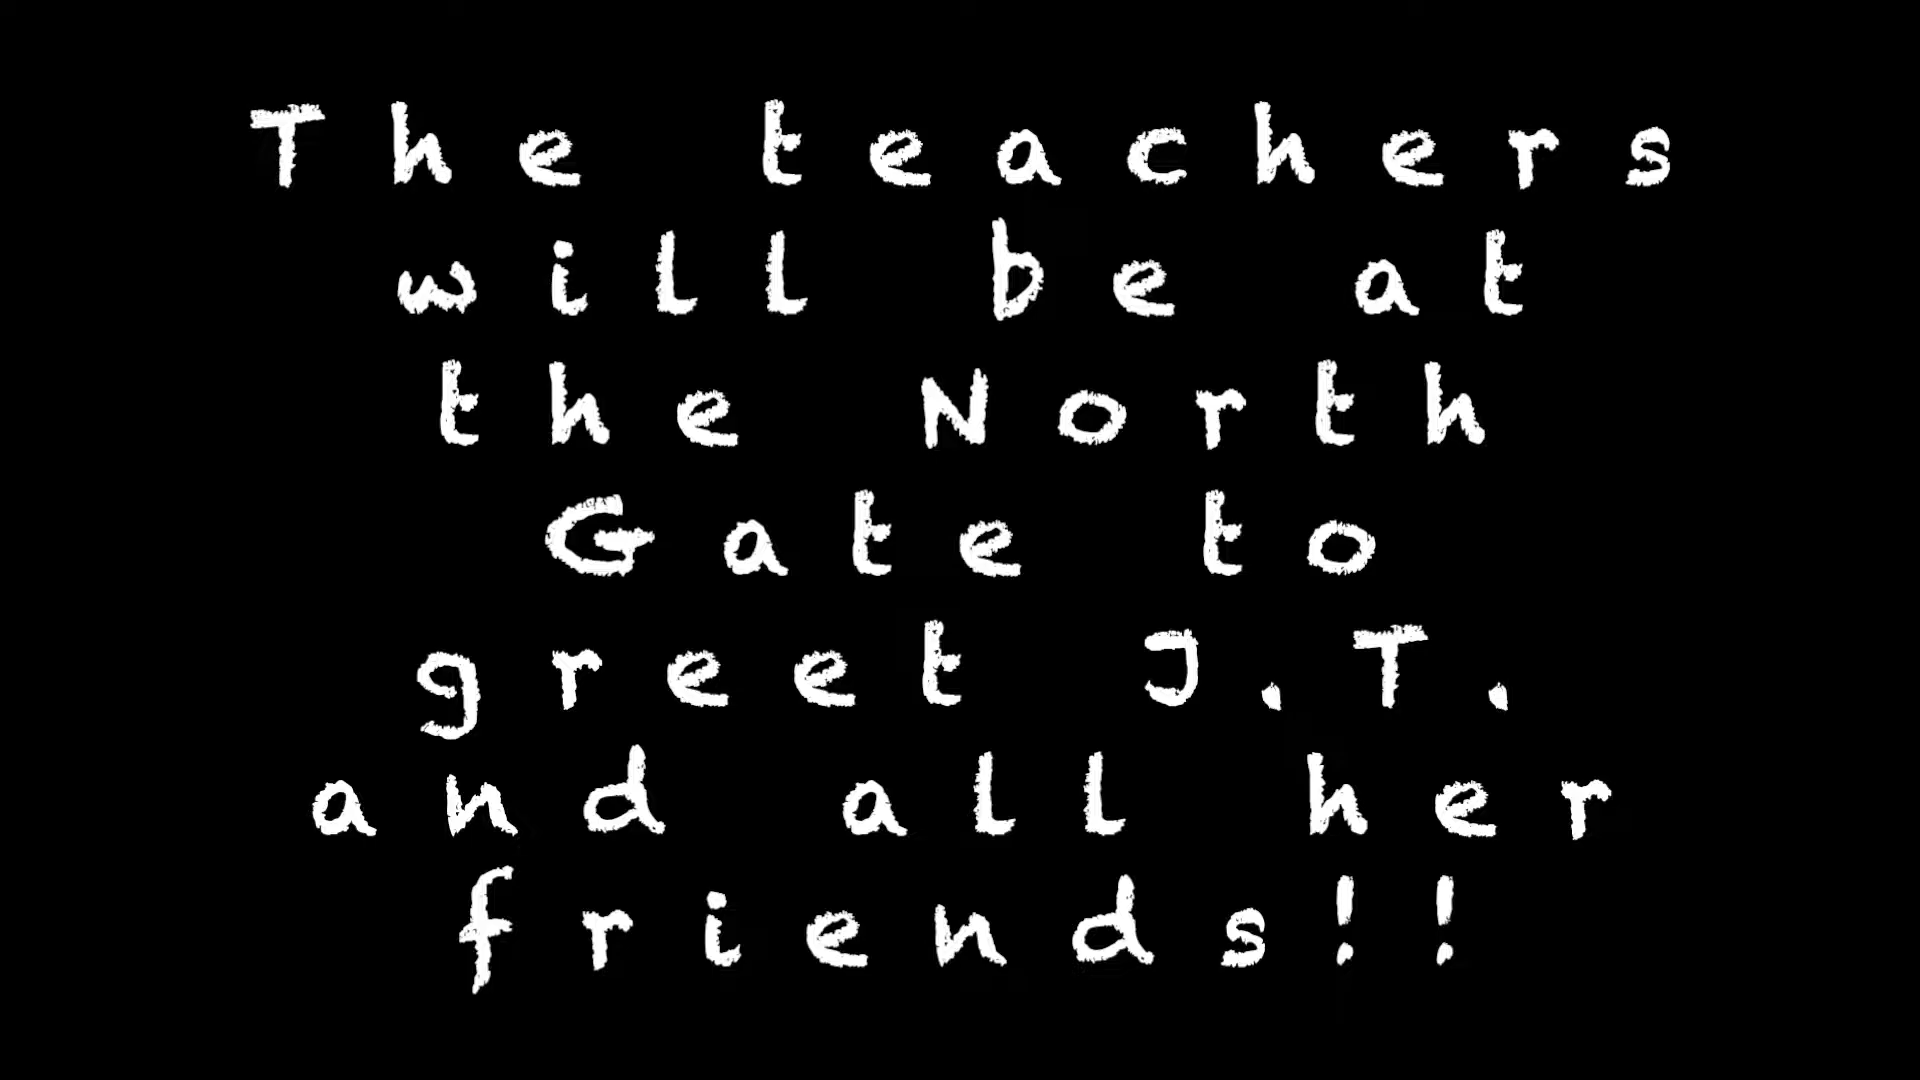 The teachers
will be at
the North
Gate to
greet J.T.
and all her
friends!!